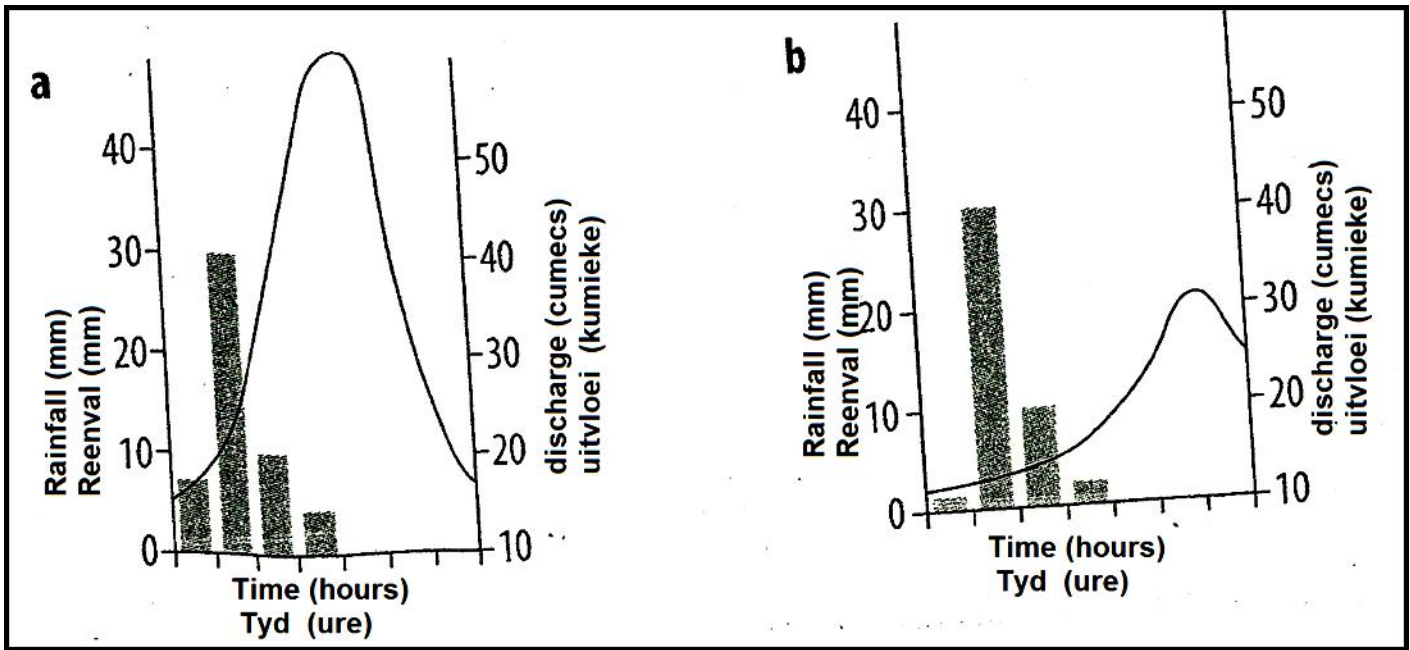 a
40
30
20
10
0
Rainfall (mm)
Reenval (mm)
50
40
30
20
10
discharge (cumecs)
uitvloei (kumieke)
Time (hours)
Tyd (ure)
b
40
30
20
10
0
Rainfall (mm)
Reenval (mm)
50
40
30
20
10
discharge (cumecs)
uitvloei (kumieke)
Time (hours)
Tyd (ure)